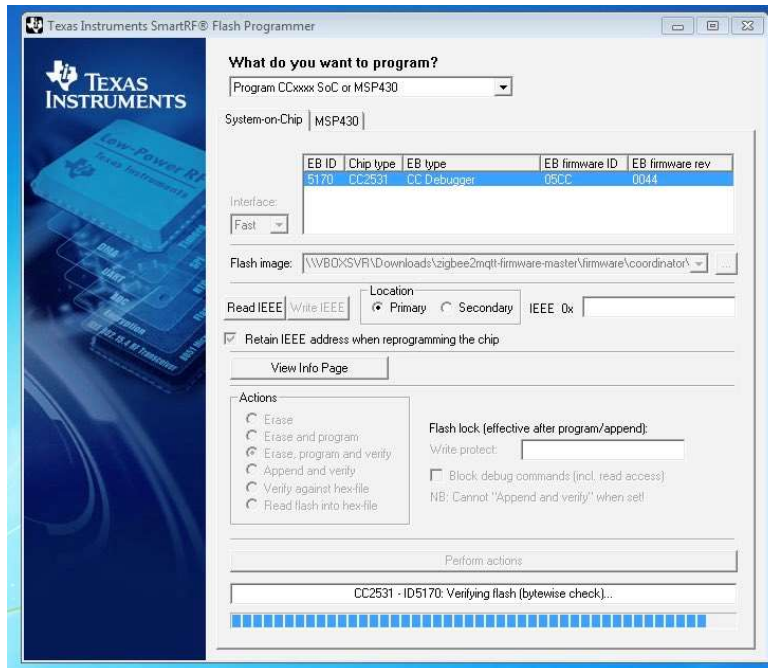 Texas Instruments SmartRF® Flash Programmer
TEXAS
INSTRUMENTS
Low-Power RF
Texas Instruments
What do you want to program?
Program CCxxxx SoC or MSP430
System-on-Chip MSP430
EB ID Chip type EB type EB firmware ID EB firmware rev
5170 CC2531 CC Debugger 05CC 0044
Interface:
Fast
Flash image: \\VBOXSVR\Downloads\zigbee2mqtt-firmware-master\firmware\coordinator\ ...
Location
Read IEEE Write IEEE Primary Secondary IEEE 0x
Retain IEEE address when reprogramming the chip
View Info Page
Actions
Erase
Erase and program
Erase, program and verify
Append and verify
Verify against hex-file
Read flash into hex-file
Flash lock (effective after program/append):
Write protect:
Block debug commands (incl. read access)
NB: Cannot "Append and verify" when set!
Perform actions
CC2531 - ID5170: Verifying flash (bytewise check)...